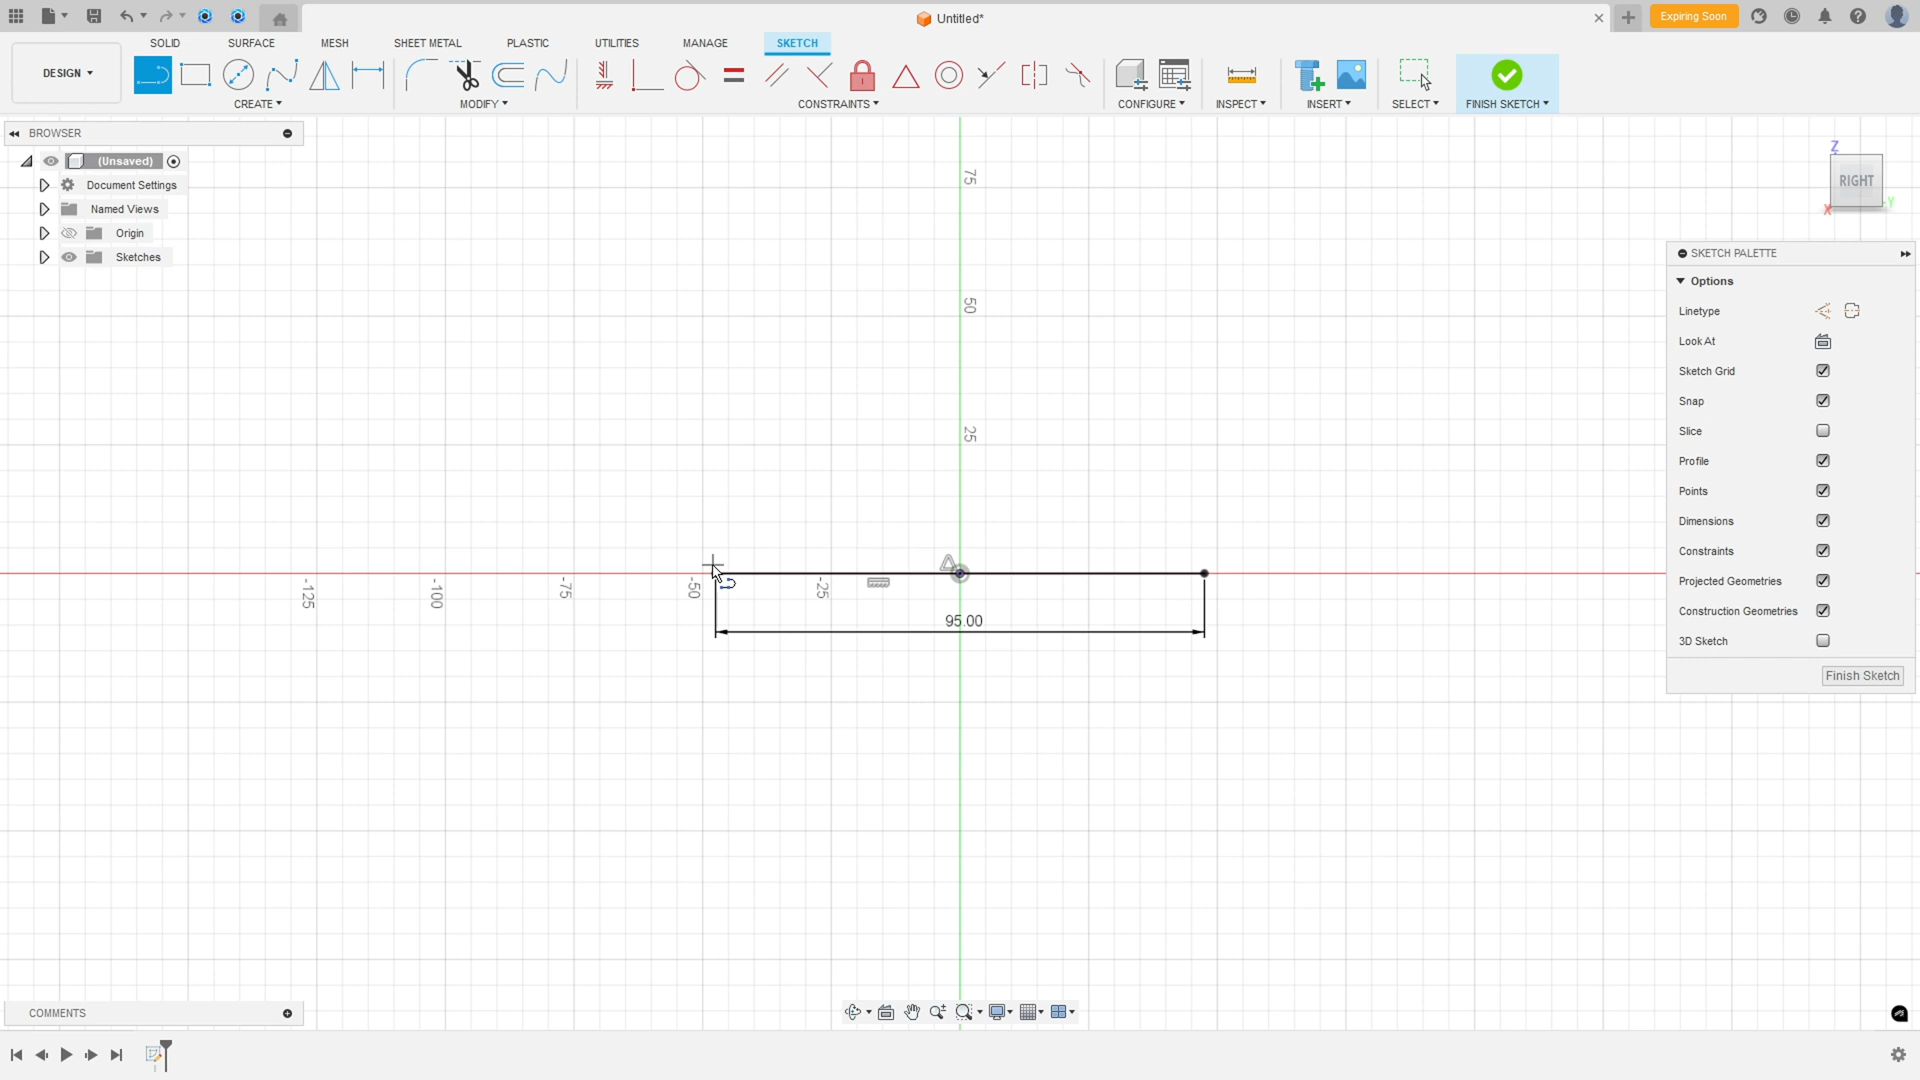 Untitled*
Expiring Soon
DESIGN
SOLID
SURFACE
MESH
SHEET METAL
PLASTIC
UTILITIES
MANAGE
SKETCH
CREATE
MODIFY
CONSTRAINTS
CONFIGURE
INSPECT
INSERT
SELECT
FINISH SKETCH
BROWSER
(Unsaved)
Document Settings
Named Views
Origin
Sketches
Z
RIGHT
X
Y
SKETCH PALETTE
Options
Linetype
Look At
Sketch Grid
Snap
Slice
Profile
Points
Dimensions
Constraints
Projected Geometries
Construction Geometries
3D Sketch
Finish Sketch
75
50
25
-125
-100
-75
-50
-25
95.00
COMMENTS